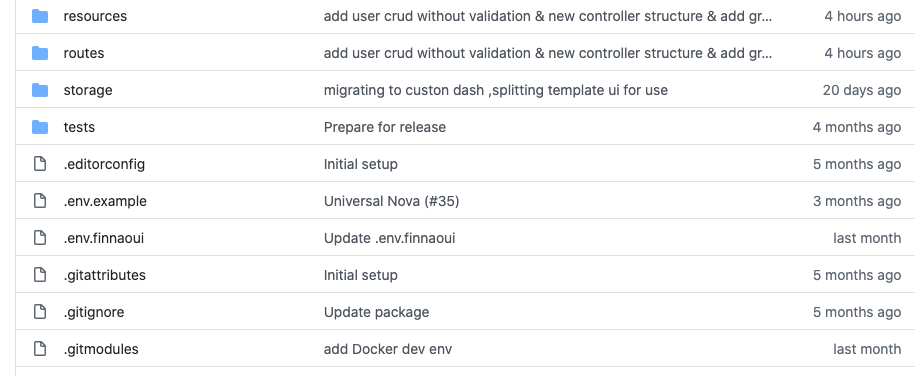 resources add user crud without validation & new controller structure & add gr... 4 hours ago
routes add user crud without validation & new controller structure & add gr... 4 hours ago
storage migrating to custon dash ,splitting template ui for use 20 days ago
tests Prepare for release 4 months ago
.editorconfig Initial setup 5 months ago
.env.example Universal Nova (#35) 3 months ago
.env.finnaoui Update .env.finnaoui last month
.gitattributes Initial setup 5 months ago
.gitignore Update package 5 months ago
.gitmodules add Docker dev env last month